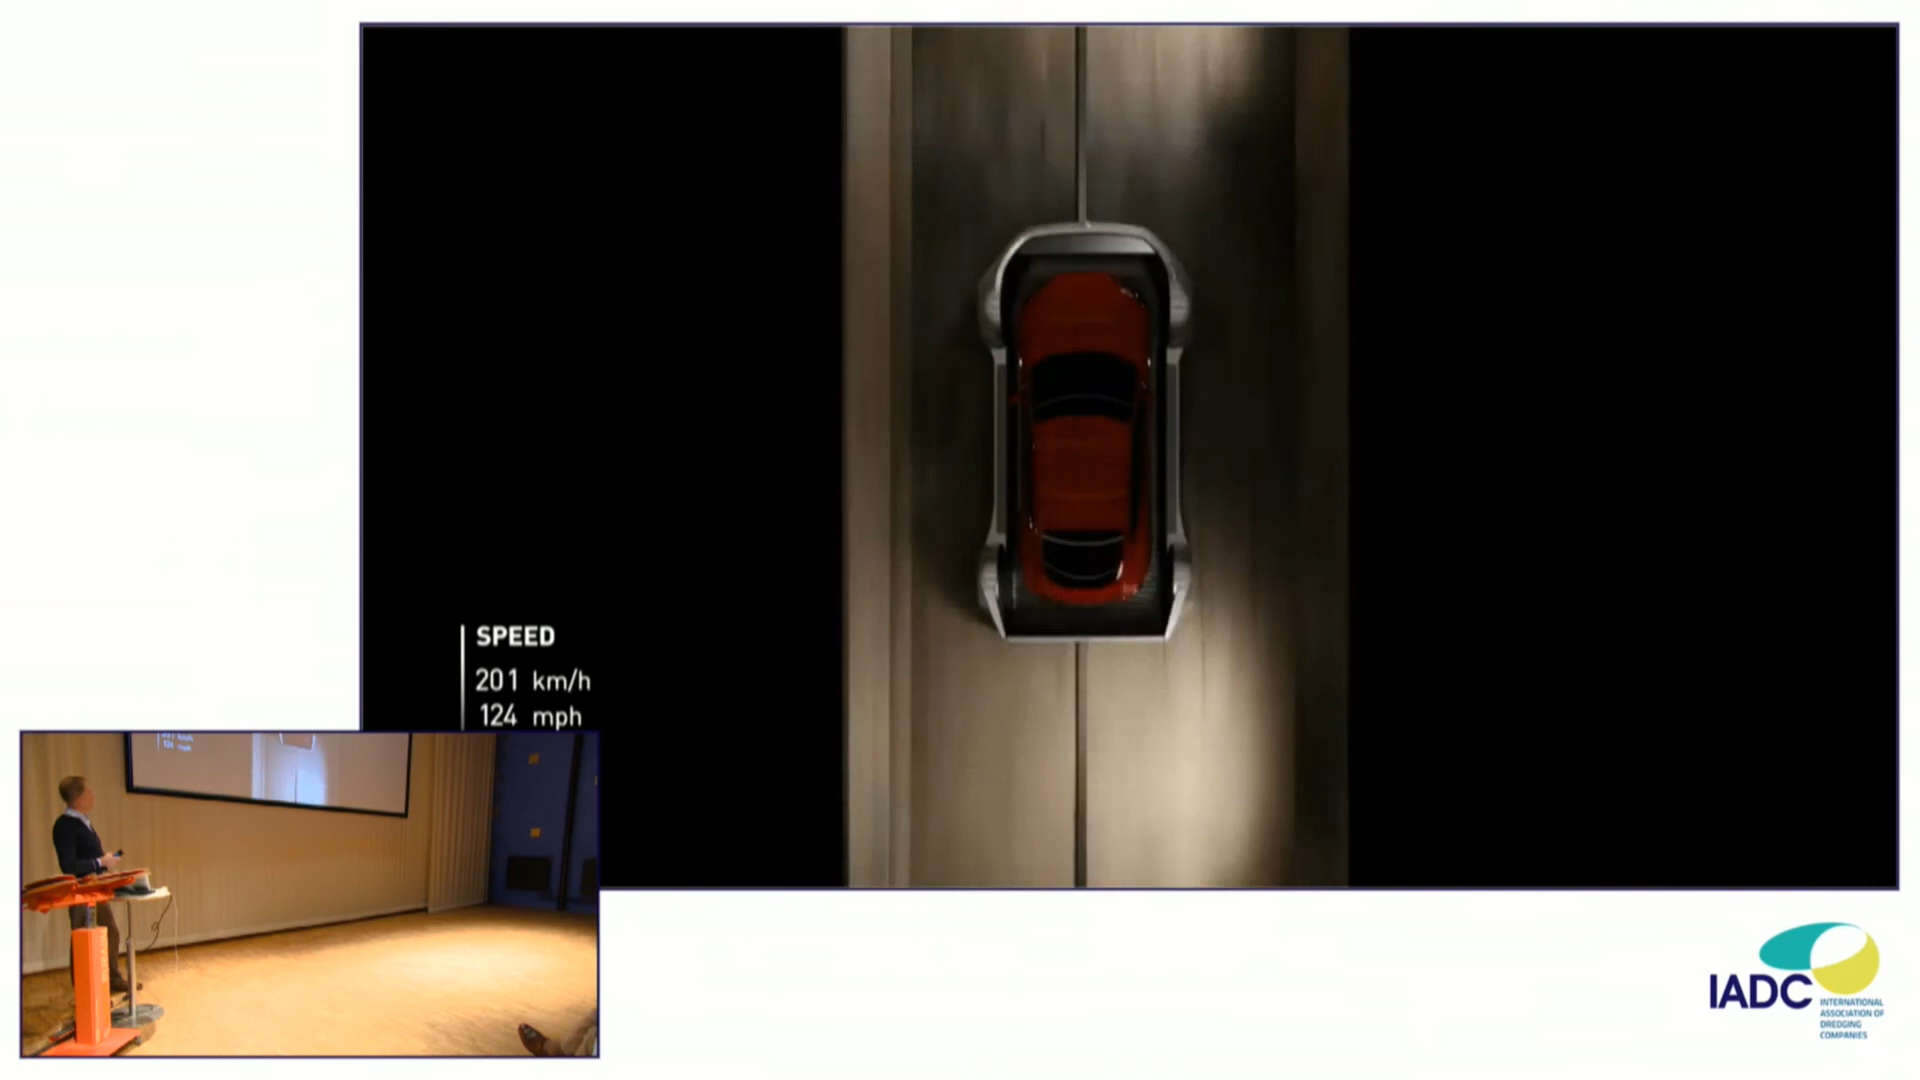 SPEED
201 km/h
124 mph
IADC
INTERNATIONAL
ASSOCIATION OF
DREDGING
COMPANIES